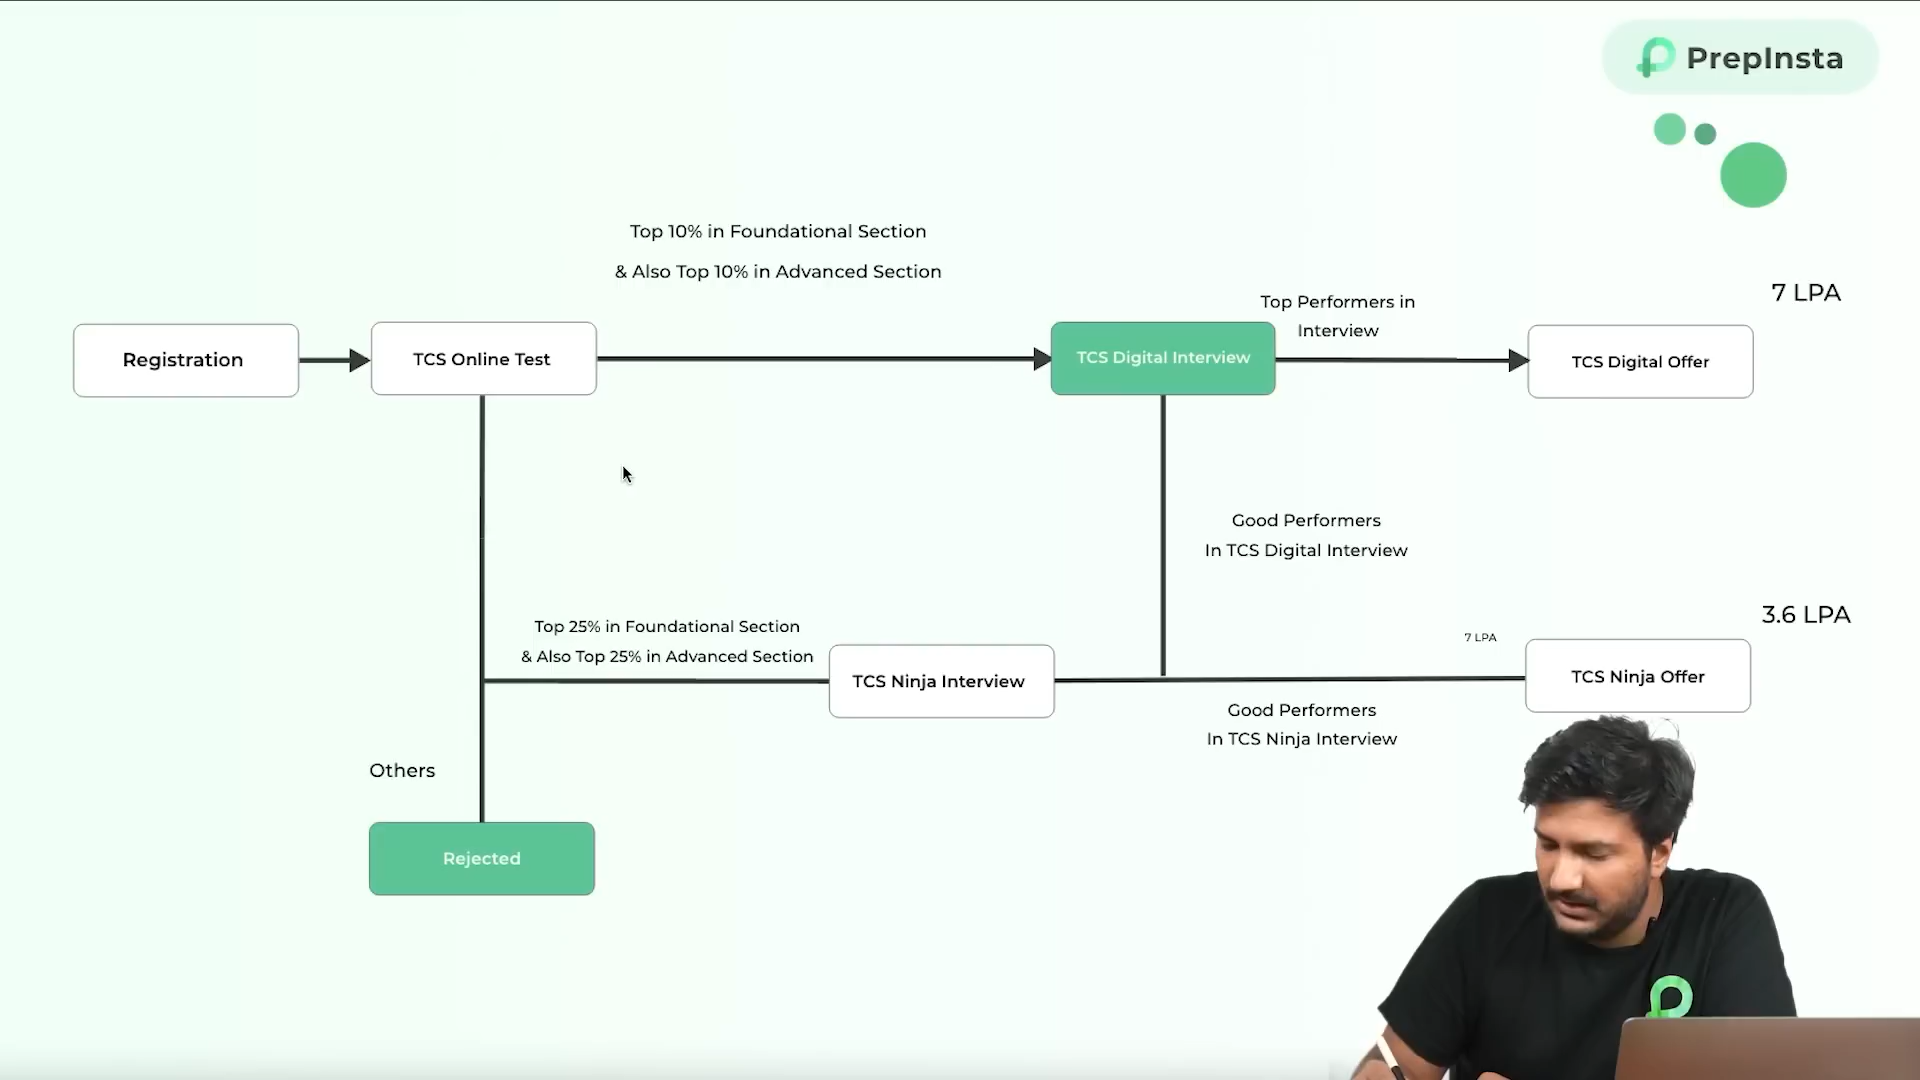 PrepInsta
Top 10% in Foundational Section
& Also Top 10% in Advanced Section
Top Performers in
Interview
7 LPA
Registration
TCS Online Test
TCS Digital Interview
TCS Digital Offer
Good Performers
In TCS Digital Interview
Top 25% in Foundational Section
& Also Top 25% in Advanced Section
TCS Ninja Interview
7 LPA
3.6 LPA
TCS Ninja Offer
Good Performers
In TCS Ninja Interview
Others
Rejected